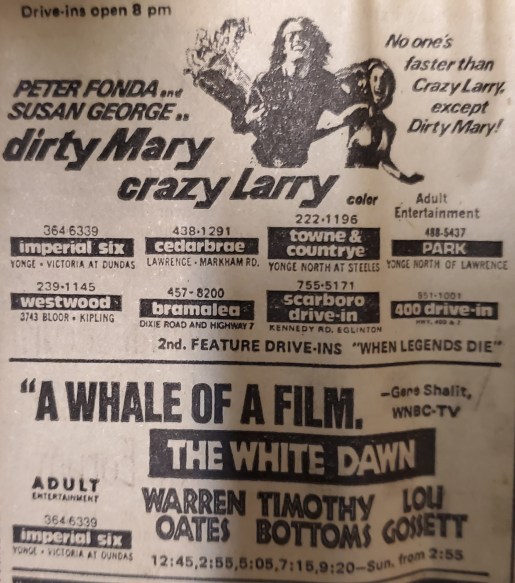 Drive-ins open 8 pm
No one's
faster than
Crazy Larry,
except
Dirty Mary!
PETER FONDA and
SUSAN GEORGE as
dirty Mary
crazy Larry
color
Adult
Entertainment
364-6339
imperial six
YONGE - VICTORIA AT DUNDAS
438-1291
cedarbrae
LAWRENCE - MARKHAM RD.
222-1196
towne &
countrye
YONGE NORTH AT STEELES
488-5437
PARK
YONGE NORTH OF LAWRENCE
239-1145
westwood
3743 BLOOR - KIPLING
457-8200
bramalea
DIXIE ROAD AND HIGHWAY 7
755-5171
scarboro
drive-in
KENNEDY RD. EGLINTON
551-1001
400 drive-in
HWY. 400 & 7
2nd. FEATURE DRIVE-INS "WHEN LEGENDS DIE"
"A WHALE OF A FILM.
-Gene Shalit,
WNBC-TV
THE WHITE DAWN
ADULT
ENTERTAINMENT
364-6339
imperial six
YONGE - VICTORIA AT DUNDAS
WARREN OATES
TIMOTHY BOTTOMS
LOU GOSSETT
12:45,2:55,5:05,7:15,9:20-Sun. from 2:55